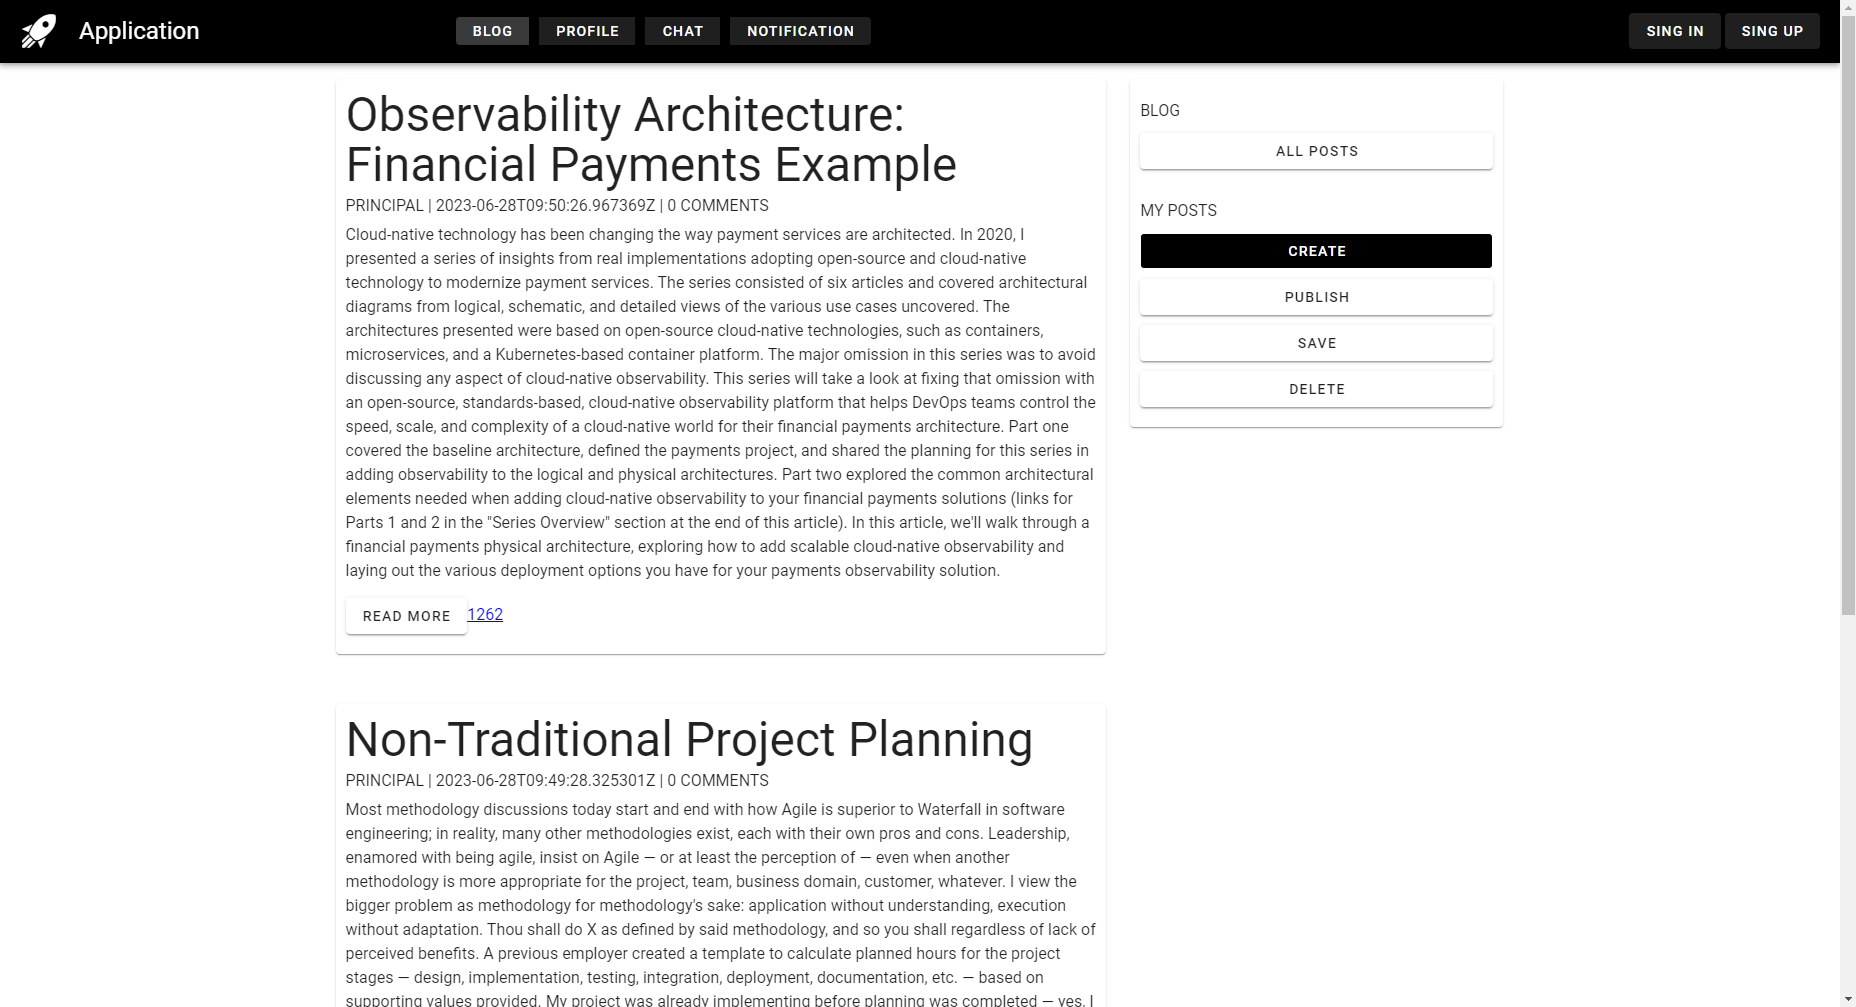 Application
BLOG
PROFILE
CHAT
NOTIFICATION
SING IN
SING UP
Observability Architecture:
Financial Payments Example
PRINCIPAL | 2023-06-28T09:50:26.967369Z | 0 COMMENTS
Cloud-native technology has been changing the way payment services are architected. In 2020, I
presented a series of insights from real implementations adopting open-source and cloud-native
technology to modernize payment services. The series consisted of six articles and covered architectural
diagrams from logical, schematic, and detailed views of the various use cases uncovered. The
architectures presented were based on open-source cloud-native technologies, such as containers,
microservices, and a Kubernetes-based container platform. The major omission in this series was to avoid
discussing any aspect of cloud-native observability. This series will take a look at fixing that omission with
an open-source, standards-based, cloud-native observability platform that helps DevOps teams control the
speed, scale, and complexity of a cloud-native world for their financial payments architecture. Part one
covered the baseline architecture, defined the payments project, and shared the planning for this series in
adding observability to the logical and physical architectures. Part two explored the common architectural
elements needed when adding cloud-native observability to your financial payments solutions (links for
Parts 1 and 2 in the "Series Overview" section at the end of this article). In this article, we'll walk through a
financial payments physical architecture, exploring how to add scalable cloud-native observability and
laying out the various deployment options you have for your payments observability solution.
READ MORE 1262
Non-Traditional Project Planning
PRINCIPAL | 2023-06-28T09:49:28.325301Z | 0 COMMENTS
Most methodology discussions today start and end with how Agile is superior to Waterfall in software
engineering; in reality, many other methodologies exist, each with their own pros and cons. Leadership,
enamored with being agile, insist on Agile — or at least the perception of — even when another
methodology is more appropriate for the project, team, business domain, customer, whatever. I view the
bigger problem as methodology for methodology's sake: application without understanding, execution
without adaptation. Thou shall do X as defined by said methodology, and so you shall regardless of lack of
perceived benefits. A previous employer created a template to calculate planned hours for the project
stages — design, implementation, testing, integration, deployment, documentation, etc. — based on
supporting values provided. My project was already implementing before planning was completed — yes, I
BLOG
ALL POSTS
MY POSTS
CREATE
PUBLISH
SAVE
DELETE